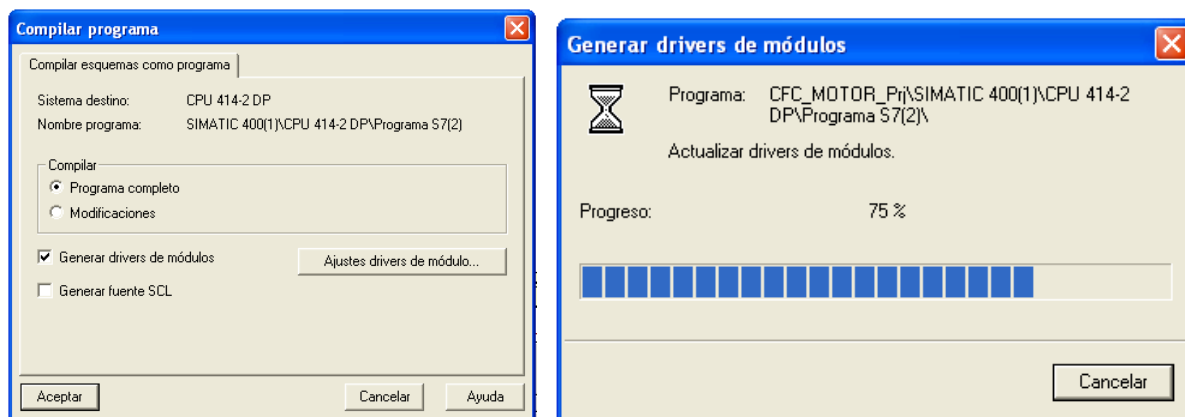 Compilar programa
Compilar esquemas como programa
Sistema destino: CPU 414-2 DP
Nombre programa: SIMATIC 400(1)\CPU 414-2 DP\Programa S7(2)
Compilar
Programa completo
Modificaciones
Generar drivers de módulos
Ajustes drivers de módulo...
Generar fuente SCL
Aceptar
Cancelar
Ayuda
Generar drivers de módulos
Programa: CFC_MOTOR_Prj\SIMATIC 400(1)\CPU 414-2
DP\Programa S7(2)\
Actualizar drivers de módulos.
Progreso: 75 %
Cancelar